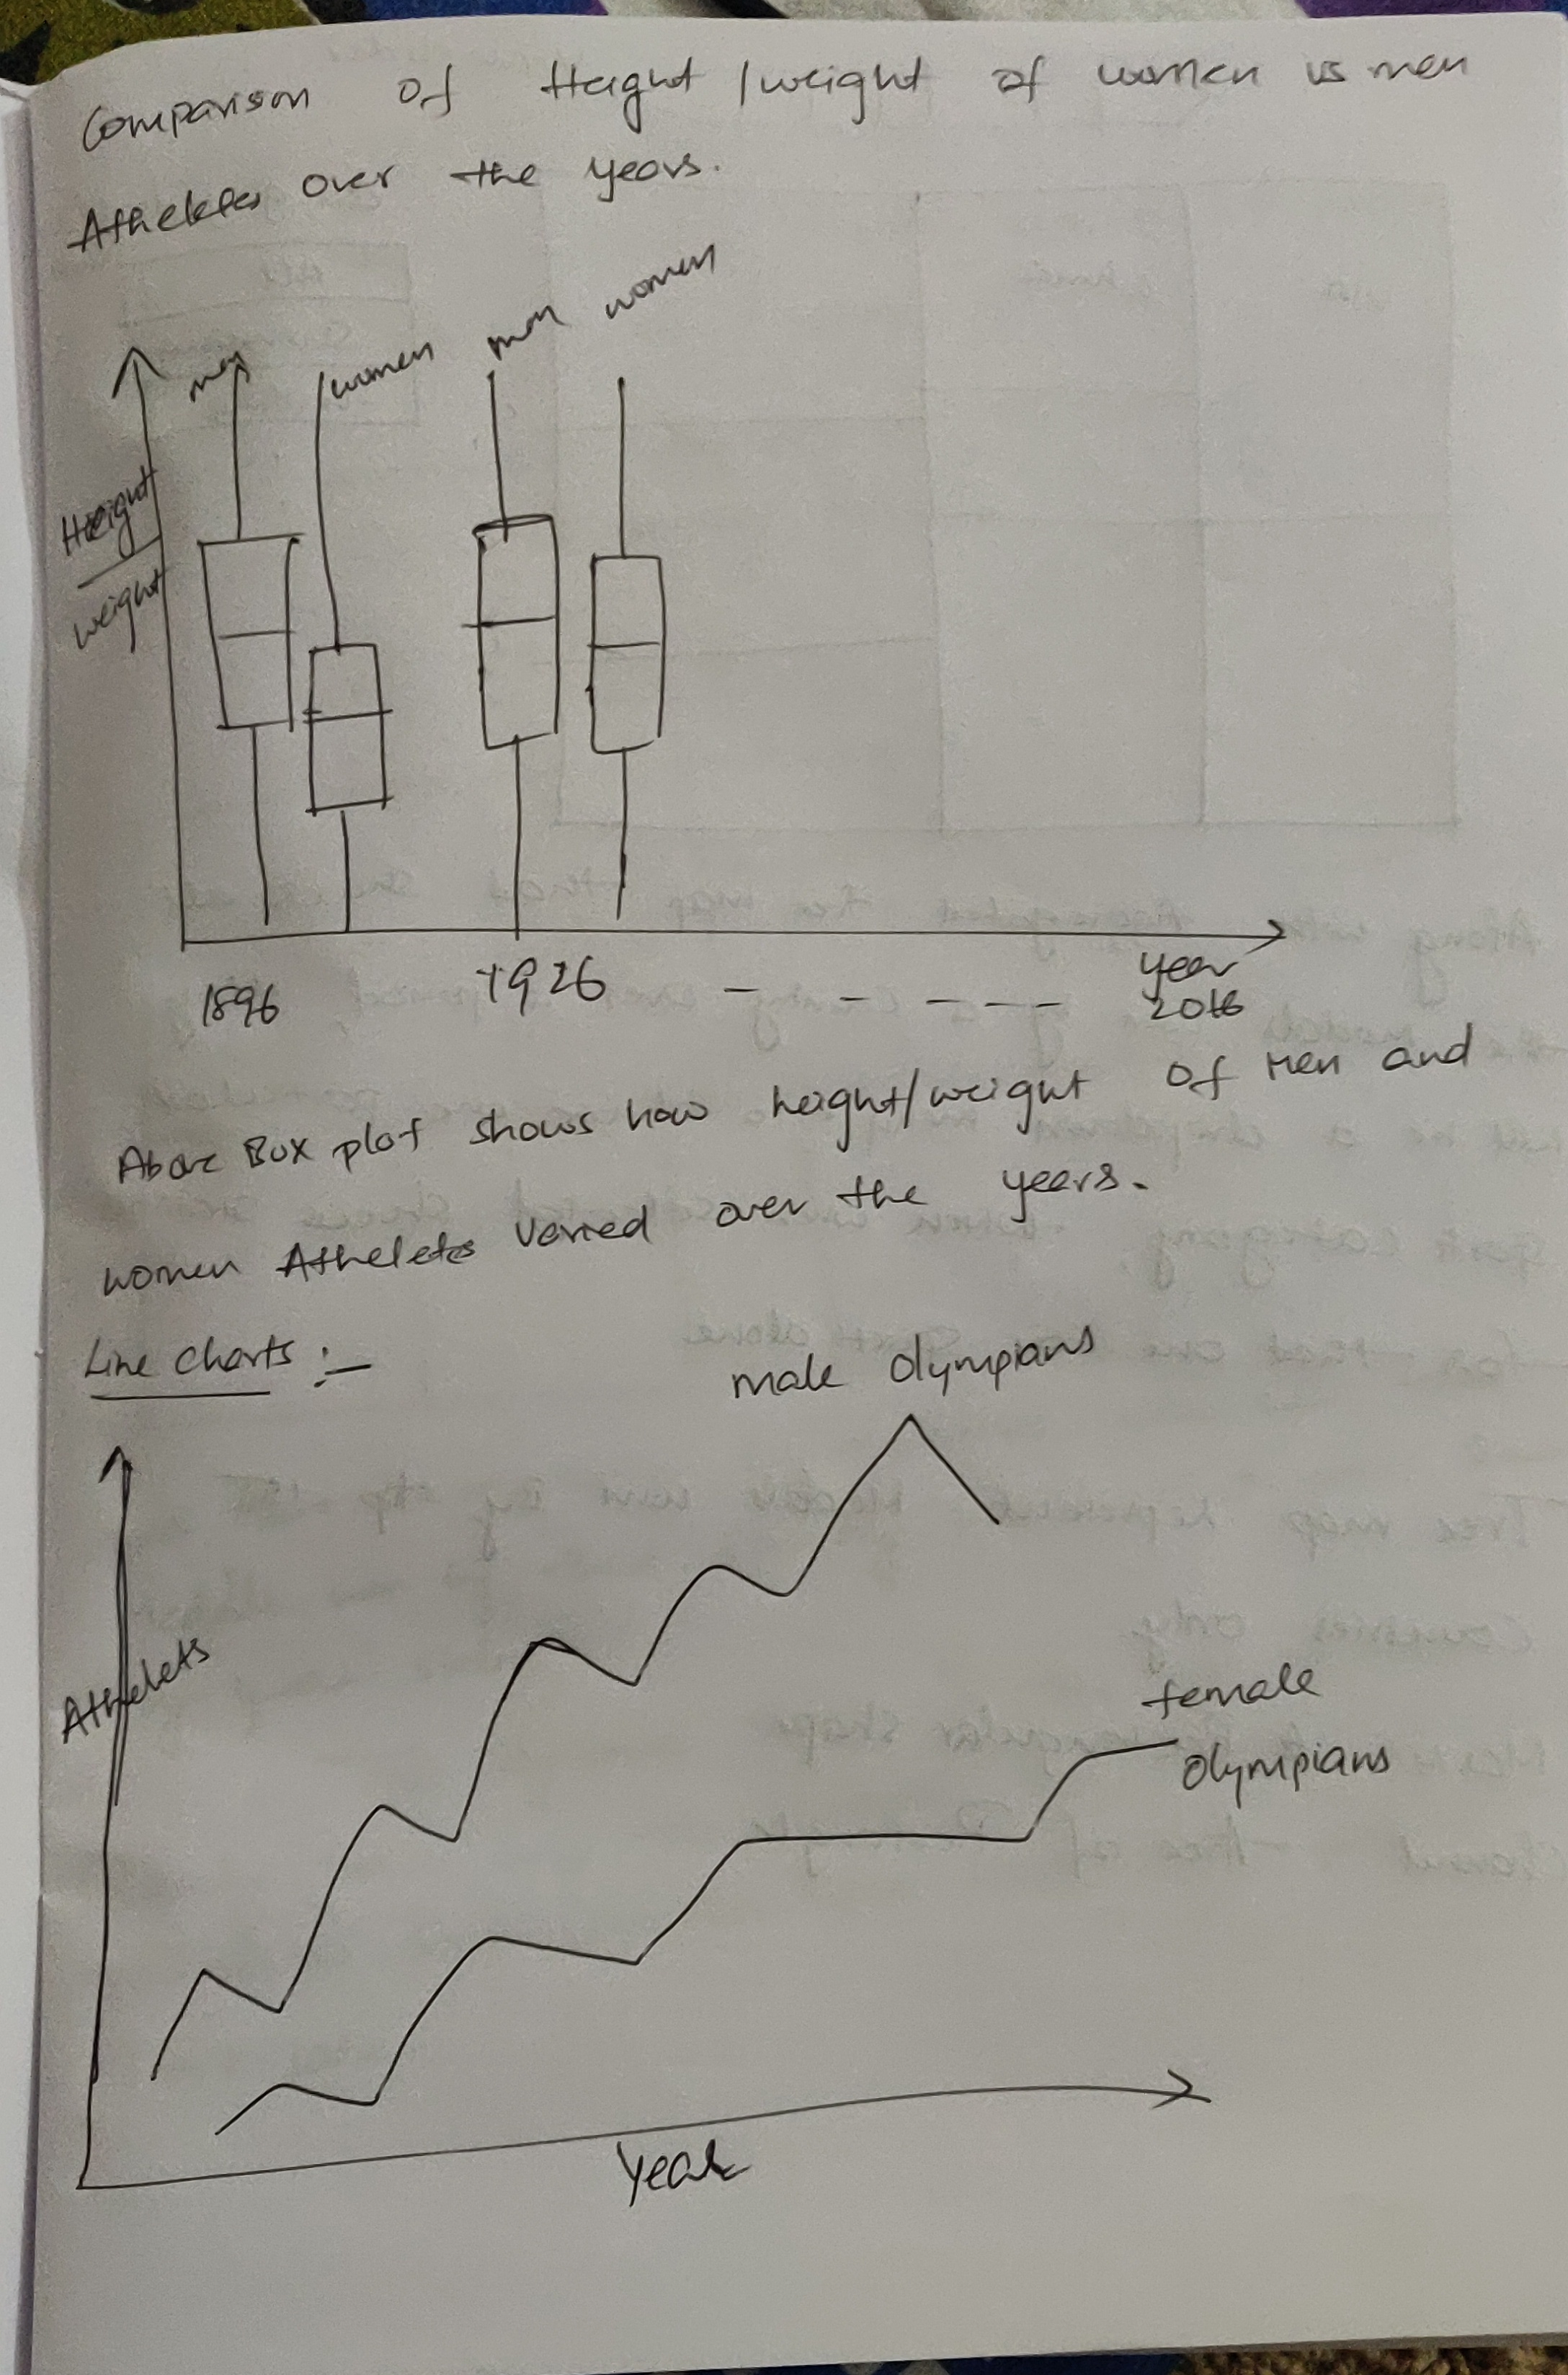 Comparison of Height / weight of women vs men
Atheletes over the years.
men
women
men
women
Height
weight
1896
1926
year
2016
Above Box plot shows how height/weight of Men and
women Atheletes varied over the years.
Line Charts :-
male Olympians
Athelets
female
Olympians
Year